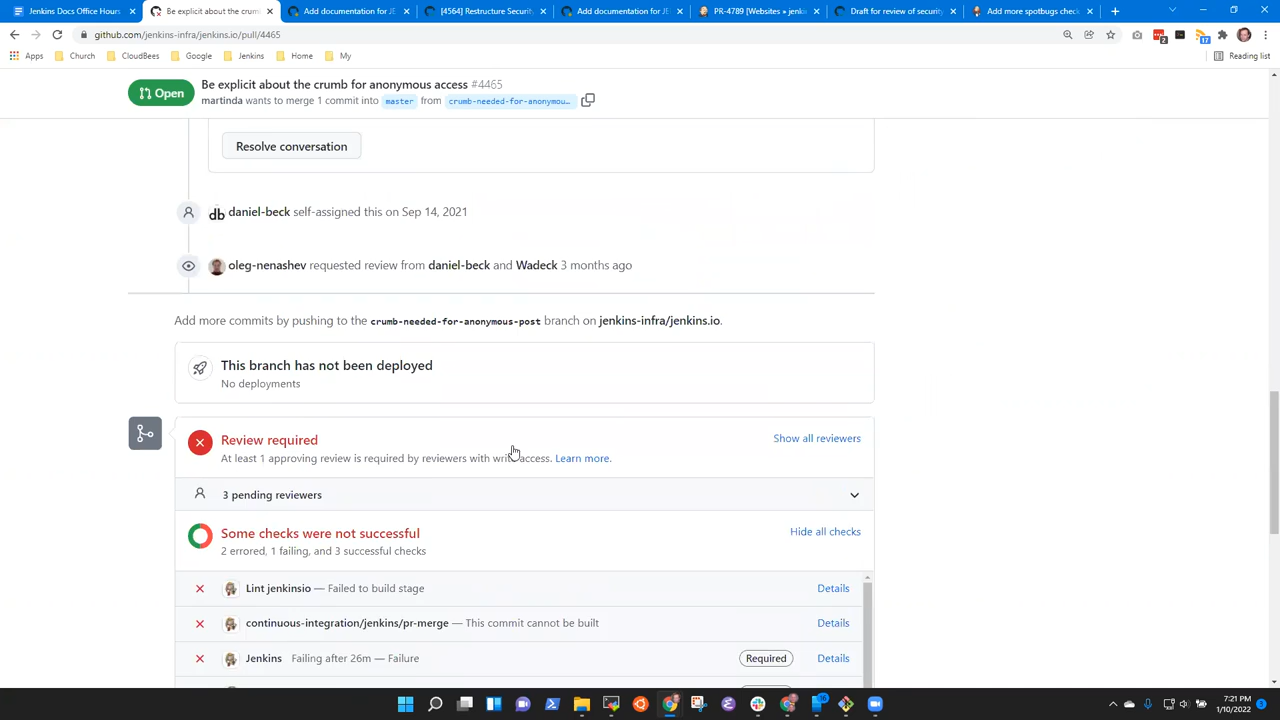 Jenkins Docs Office Hours
Be explicit about the crumb
Add documentation for JE
[4564] Restructure Securit
Add documentation for JE
PR-4789 [Websites » jenki
Draft for review of security
Add more spotbugs check
github.com/jenkins-infra/jenkins.io/pull/4465
Apps
Church
CloudBees
Google
Jenkins
Home
My
Reading list
Open
Be explicit about the crumb for anonymous access #4465
martinda wants to merge 1 commit into master from crumb-needed-for-anonymou...
Resolve conversation
db daniel-beck self-assigned this on Sep 14, 2021
oleg-nenashev requested review from daniel-beck and Wadeck 3 months ago
Add more commits by pushing to the crumb-needed-for-anonymous-post branch on jenkins-infra/jenkins.io.
This branch has not been deployed
No deployments
Review required
Show all reviewers
At least 1 approving review is required by reviewers with write access. Learn more.
3 pending reviewers
Some checks were not successful
Hide all checks
2 errored, 1 failing, and 3 successful checks
Lint jenkinsio — Failed to build stage
Details
continuous-integration/jenkins/pr-merge — This commit cannot be built
Details
Jenkins Failing after 26m — Failure
Required
Details
7:21 PM
1/10/2022